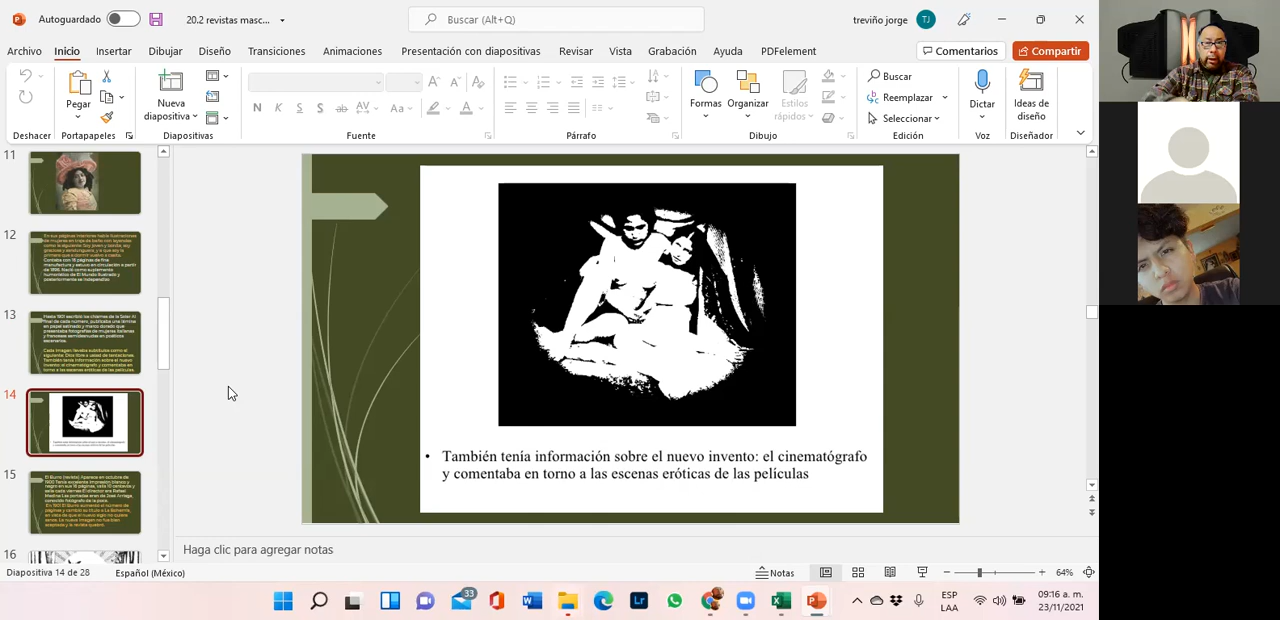 Autoguardado
20.2 revistas masc...
Buscar (Alt+Q)
treviño jorge
TJ
Archivo
Inicio
Insertar
Dibujar
Diseño
Transiciones
Animaciones
Presentación con diapositivas
Revisar
Vista
Grabación
Ayuda
PDFelement
Comentarios
Compartir
Pegar
Nueva
diapositiva
N K S S ab AV Aa A
Formas
Organizar
Estilos
rápidos
Buscar
Reemplazar
Seleccionar
Dictar
Ideas de
diseño
Deshacer
Portapapeles
Diapositivas
Fuente
Párrafo
Dibujo
Edición
Voz
Diseñador
11
12
13
14
15
16
• También tenía información sobre el nuevo invento: el cinematógrafo
y comentaba en torno a las escenas eróticas de las películas
Haga clic para agregar notas
Diapositiva 14 de 28
Español (México)
Notas
64%
33
ESP
LAA
09:16 a. m.
23/11/2021